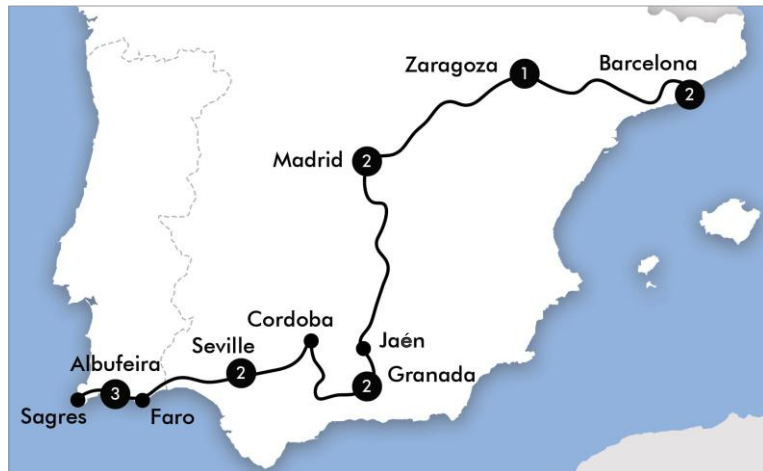 Zaragoza
1
Barcelona
2
Madrid
2
Cordoba
Jaén
Seville
2
Granada
2
Albufeira
3
Sagres
Faro